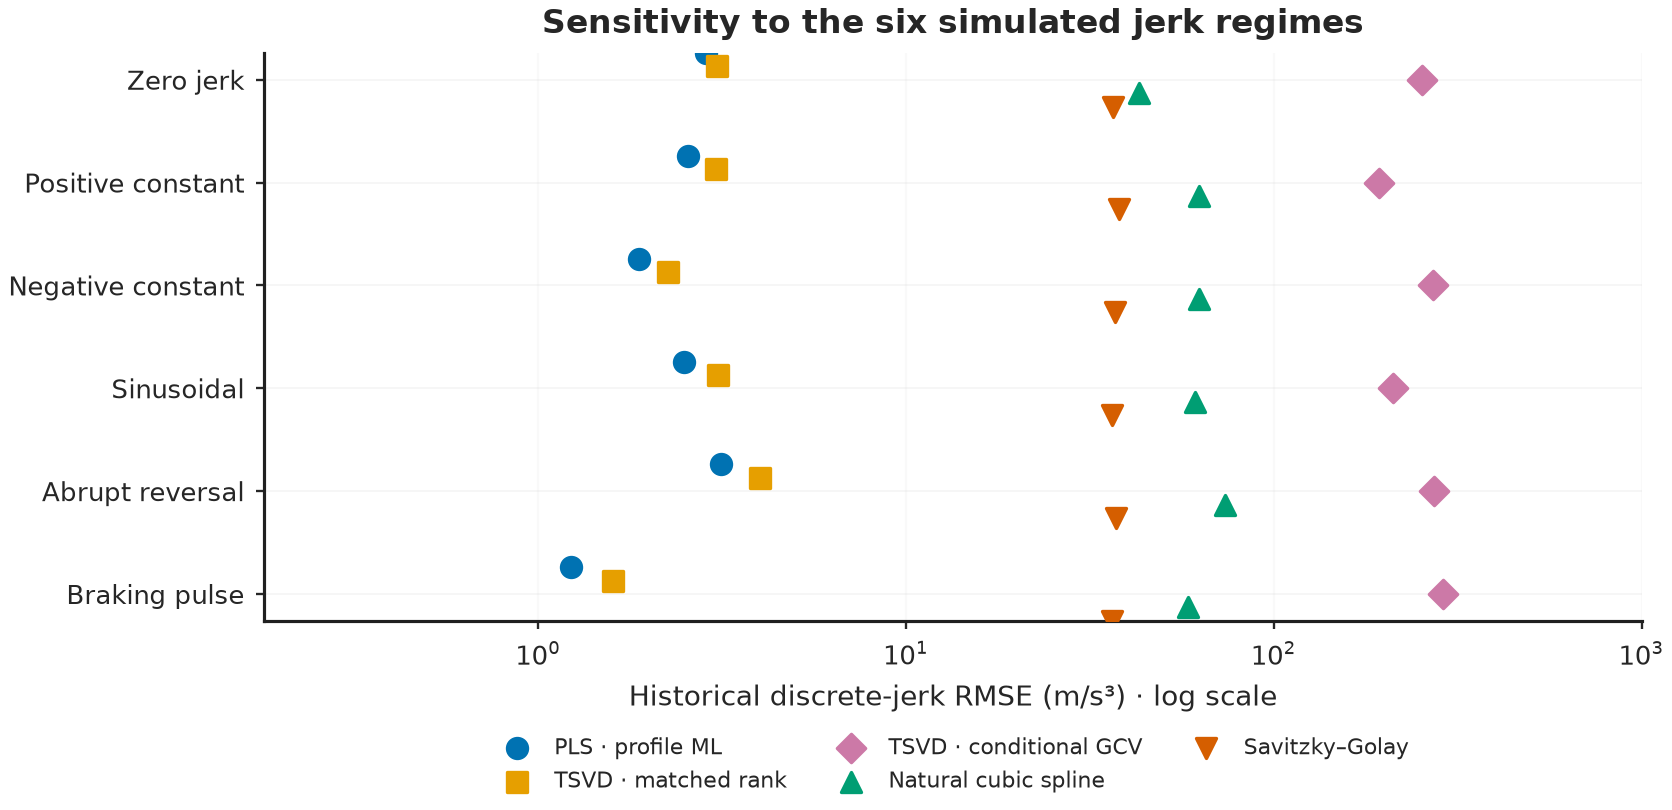 Sensitivity to the six simulated jerk regimes
Zero jerk
Positive constant
Negative constant
Sinusoidal
Abrupt reversal
Braking pulse
10⁰ 10¹ 10² 10³
Historical discrete-jerk RMSE (m/s³) · log scale
PLS · profile ML TSVD · conditional GCV Savitzky–Golay
TSVD · matched rank Natural cubic spline